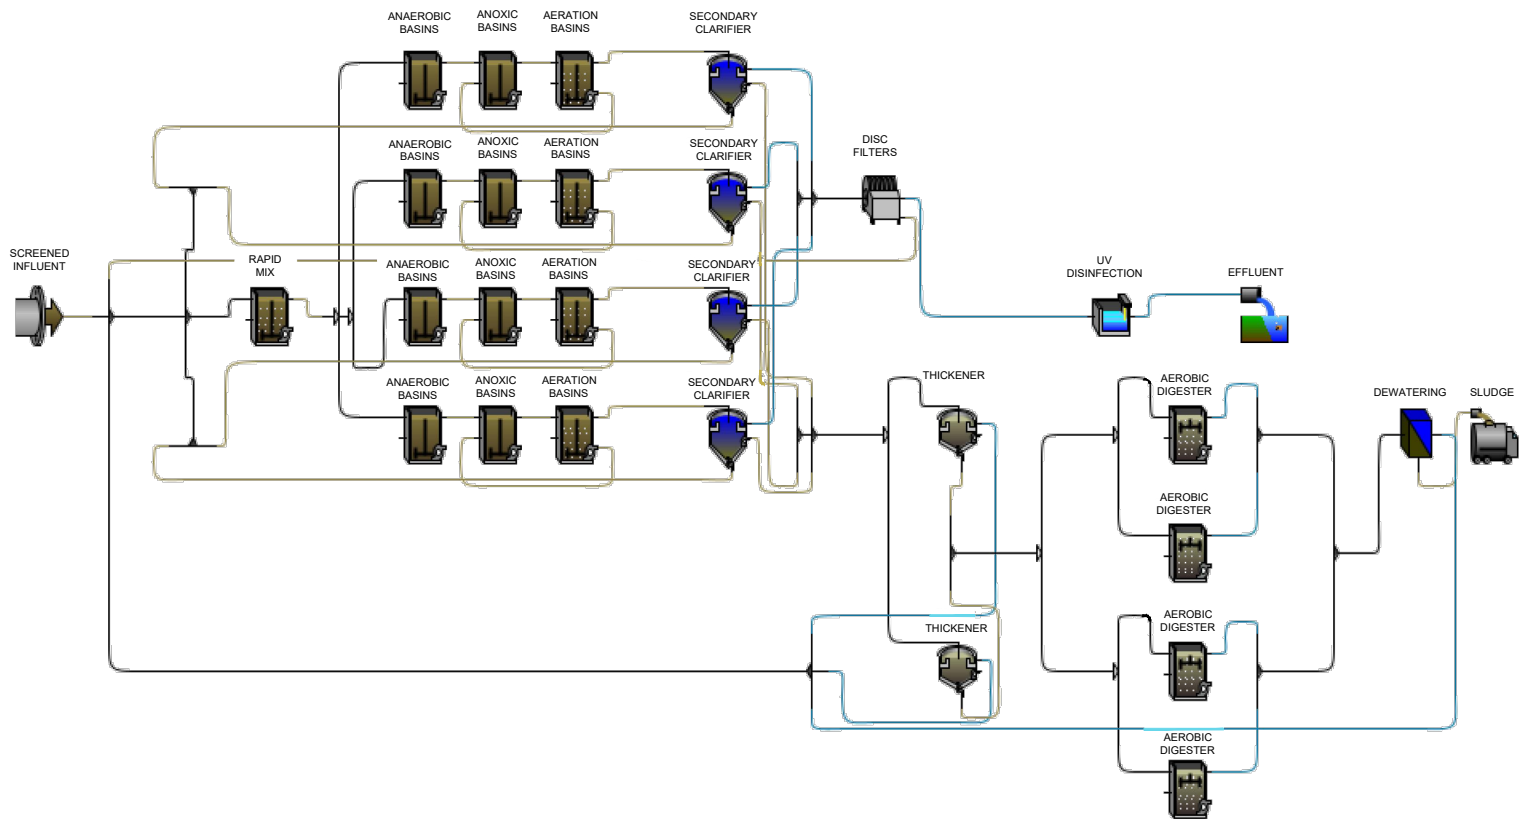 ANAEROBIC
BASINS
ANOXIC
BASINS
AERATION
BASINS
SECONDARY
CLARIFIER
ANAEROBIC
BASINS
ANOXIC
BASINS
AERATION
BASINS
SECONDARY
CLARIFIER
DISC
FILTERS
SCREENED
INFLUENT
RAPID
MIX
ANAEROBIC
BASINS
ANOXIC
BASINS
AERATION
BASINS
SECONDARY
CLARIFIER
UV
DISINFECTION
EFFLUENT
ANAEROBIC
BASINS
ANOXIC
BASINS
AERATION
BASINS
SECONDARY
CLARIFIER
THICKENER
AEROBIC
DIGESTER
DEWATERING
SLUDGE
AEROBIC
DIGESTER
THICKENER
AEROBIC
DIGESTER
AEROBIC
DIGESTER